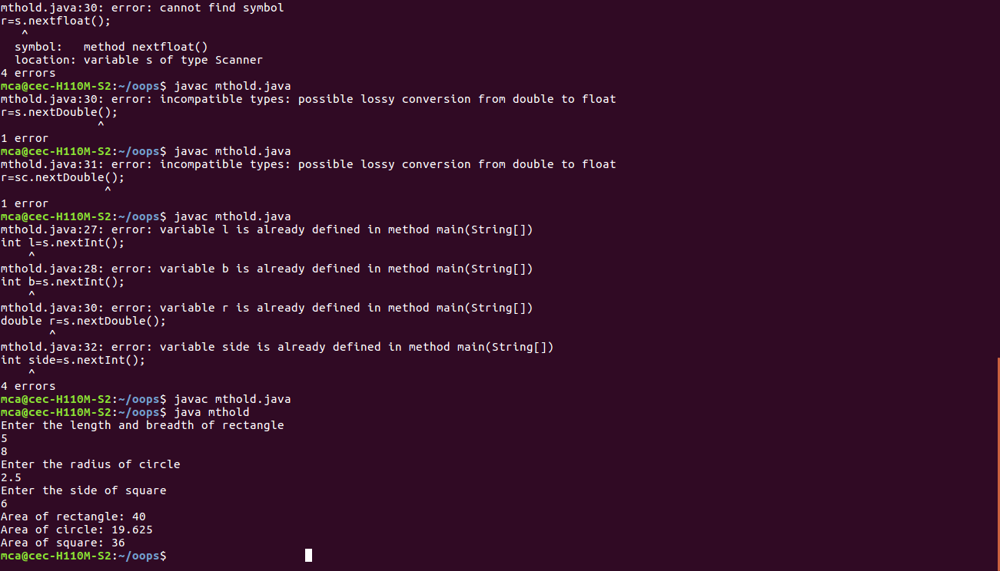 mthold.java:30: error: cannot find symbol
r=s.nextfloat();
   ^
  symbol:   method nextfloat()
  location: variable s of type Scanner
4 errors
mca@cec-H110M-S2:~/oops$ javac mthold.java
mthold.java:30: error: incompatible types: possible lossy conversion from double to float
r=s.nextDouble();
              ^
1 error
mca@cec-H110M-S2:~/oops$ javac mthold.java
mthold.java:31: error: incompatible types: possible lossy conversion from double to float
r=sc.nextDouble();
               ^
1 error
mca@cec-H110M-S2:~/oops$ javac mthold.java
mthold.java:27: error: variable l is already defined in method main(String[])
int l=s.nextInt();
    ^
mthold.java:28: error: variable b is already defined in method main(String[])
int b=s.nextInt();
    ^
mthold.java:30: error: variable r is already defined in method main(String[])
double r=s.nextDouble();
       ^
mthold.java:32: error: variable side is already defined in method main(String[])
int side=s.nextInt();
    ^
4 errors
mca@cec-H110M-S2:~/oops$ javac mthold.java
mca@cec-H110M-S2:~/oops$ java mthold
Enter the length and breadth of rectangle
5
8
Enter the radius of circle
2.5
Enter the side of square
6
Area of rectangle: 40
Area of circle: 19.625
Area of square: 36
mca@cec-H110M-S2:~/oops$